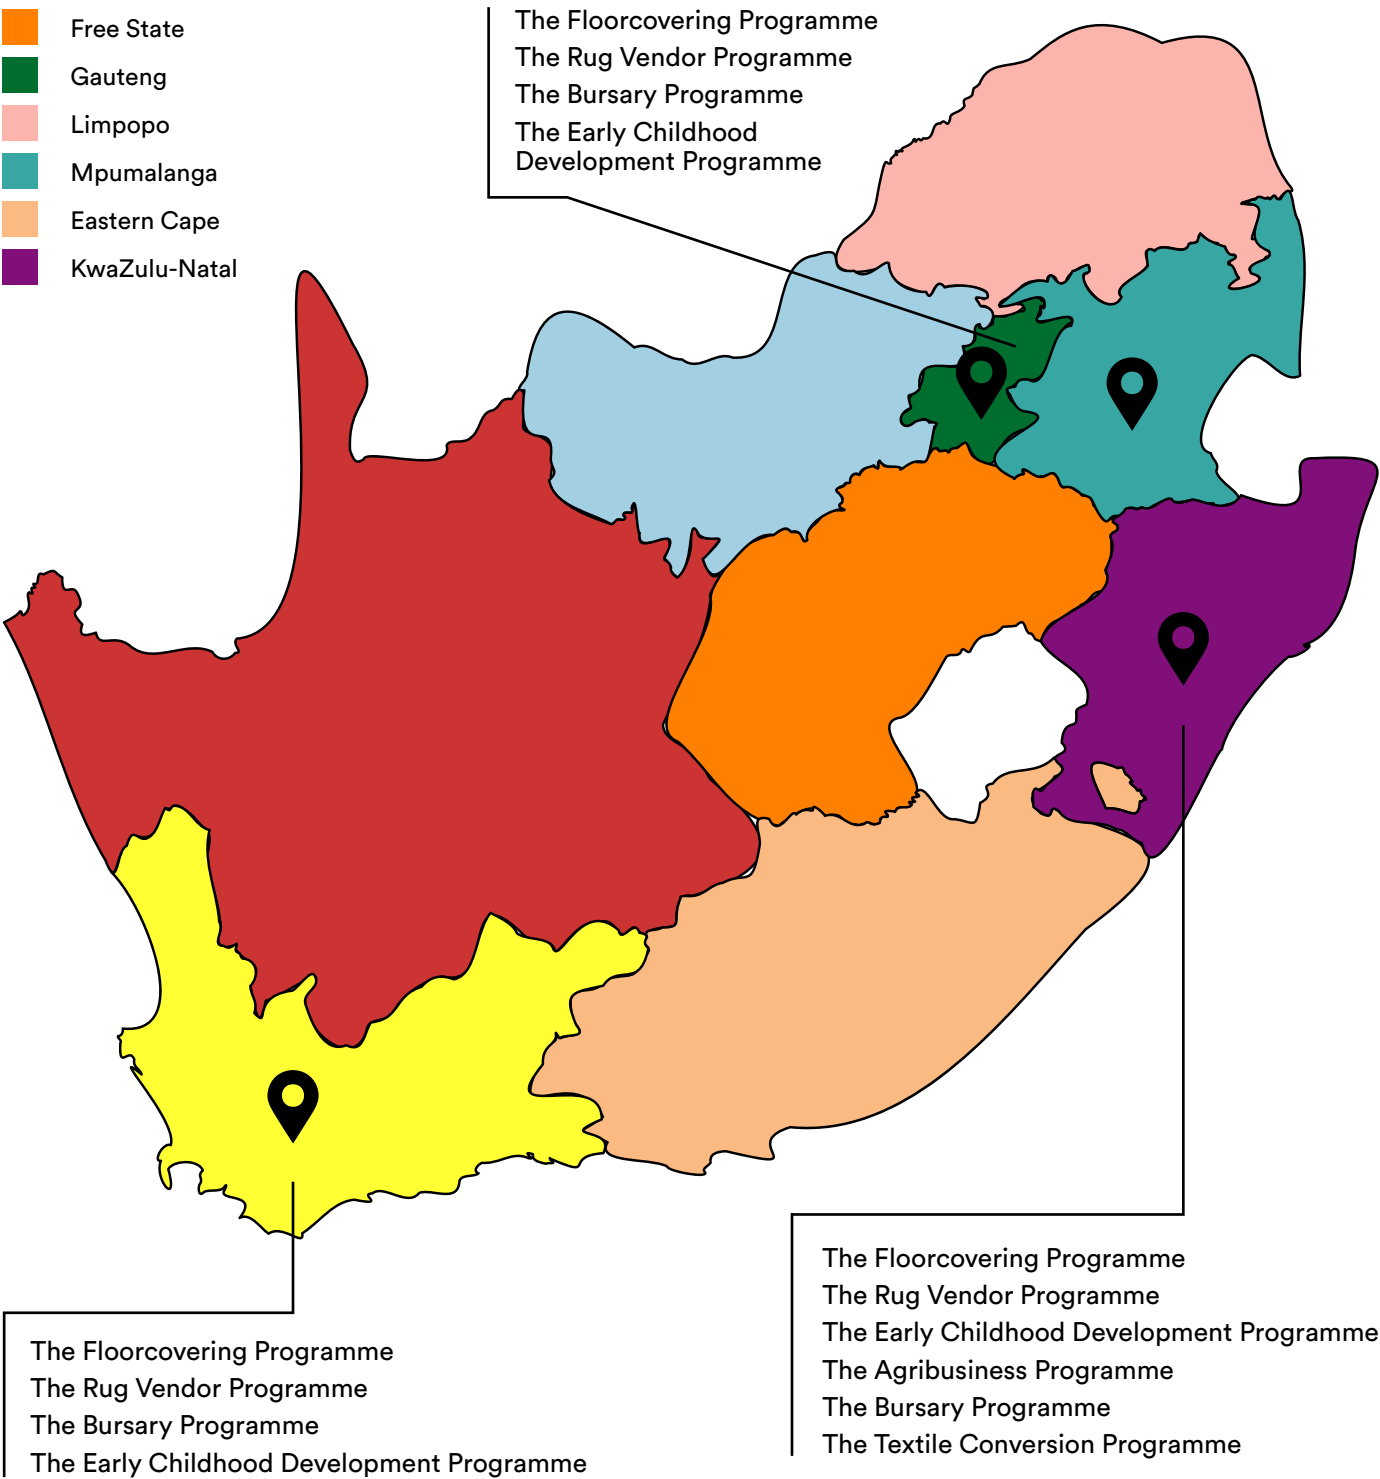 Free State
Gauteng
Limpopo
Mpumalanga
Eastern Cape
KwaZulu-Natal
The Floorcovering Programme
The Rug Vendor Programme
The Bursary Programme
The Early Childhood
Development Programme
The Floorcovering Programme
The Rug Vendor Programme
The Early Childhood Development Programme
The Agribusiness Programme
The Bursary Programme
The Textile Conversion Programme
The Floorcovering Programme
The Rug Vendor Programme
The Bursary Programme
The Early Childhood Development Programme